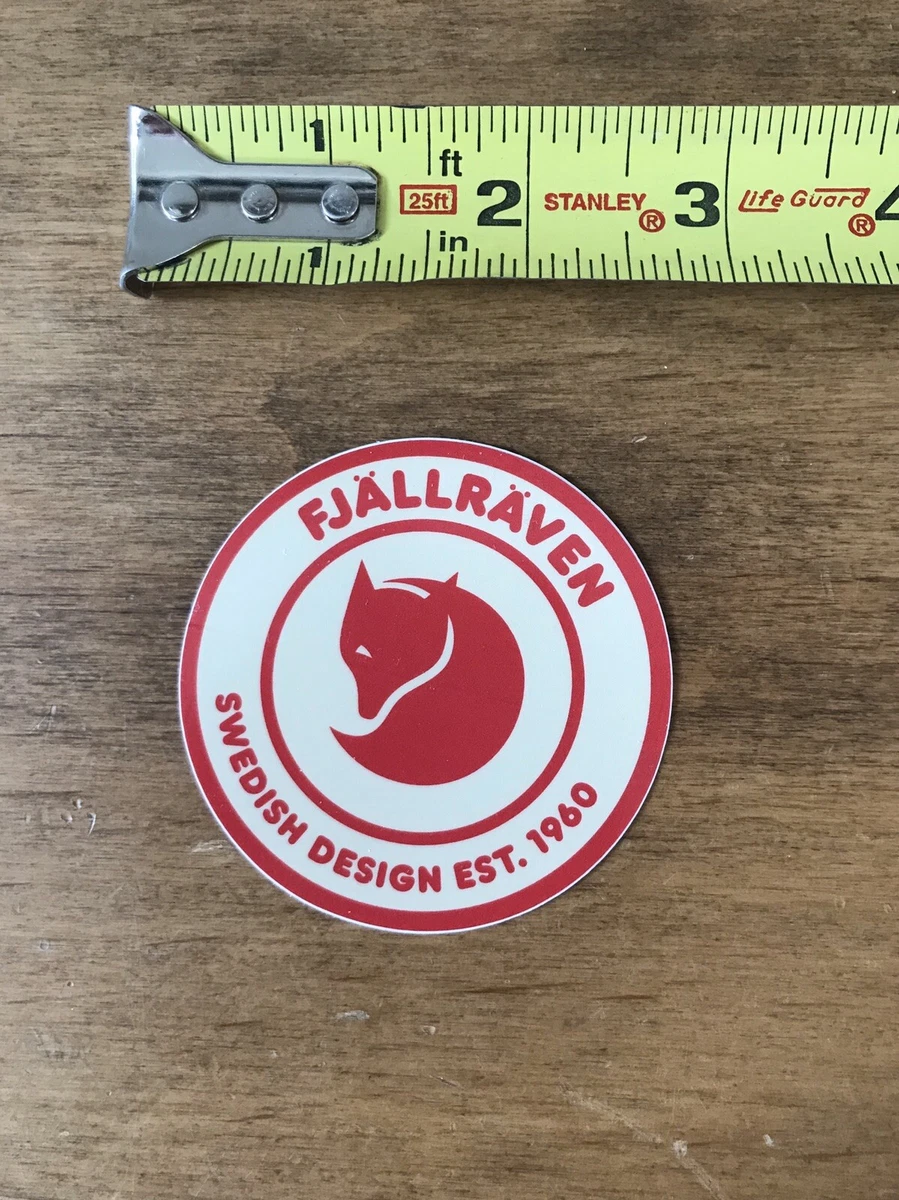 1
ft
25ft 2 STANLEY ® 3 Life Guard ® 4
in
1
FJÄLLRÄVEN
SWEDISH DESIGN EST. 1960